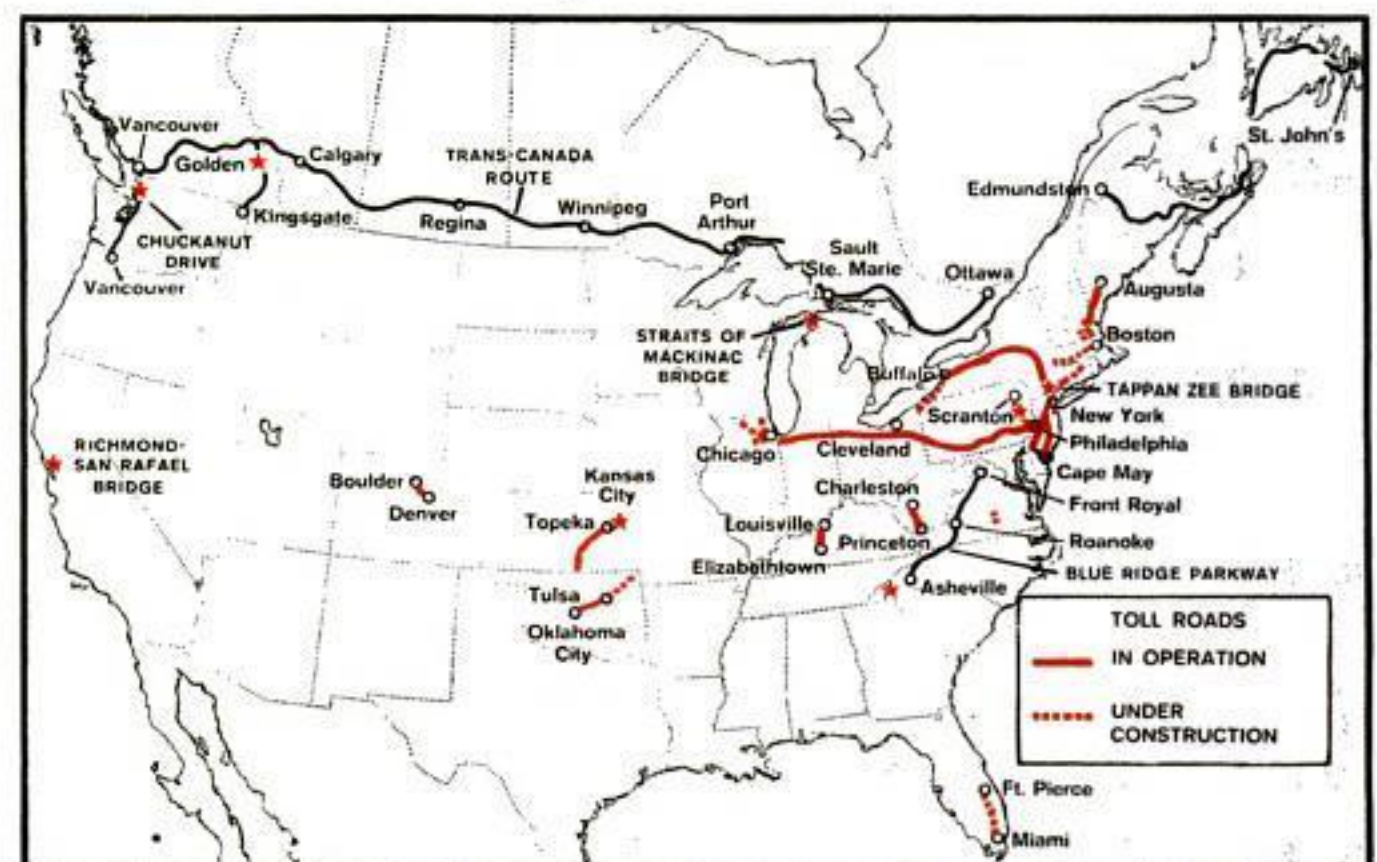 St. John's
Vancouver
Golden
Calgary
TRANS-CANADA
ROUTE
Edmundston
Kingsgate
Regina
Winnipeg
Port
Arthur
CHUCKANUT
DRIVE
Sault
Ste. Marie
Ottawa
Vancouver
Augusta
STRAITS OF
MACKINAC
BRIDGE
Boston
Buffalo
TAPPAN ZEE BRIDGE
Scranton
New York
RICHMOND-
SAN RAFAEL
BRIDGE
Chicago
Cleveland
Philadelphia
Cape May
Boulder
Denver
Kansas
City
Charleston
Front Royal
Topeka
Louisville
Princeton
Roanoke
Elizabethtown
BLUE RIDGE PARKWAY
Tulsa
Asheville
Oklahoma
City
TOLL ROADS
IN OPERATION
UNDER
CONSTRUCTION
Ft. Pierce
Miami